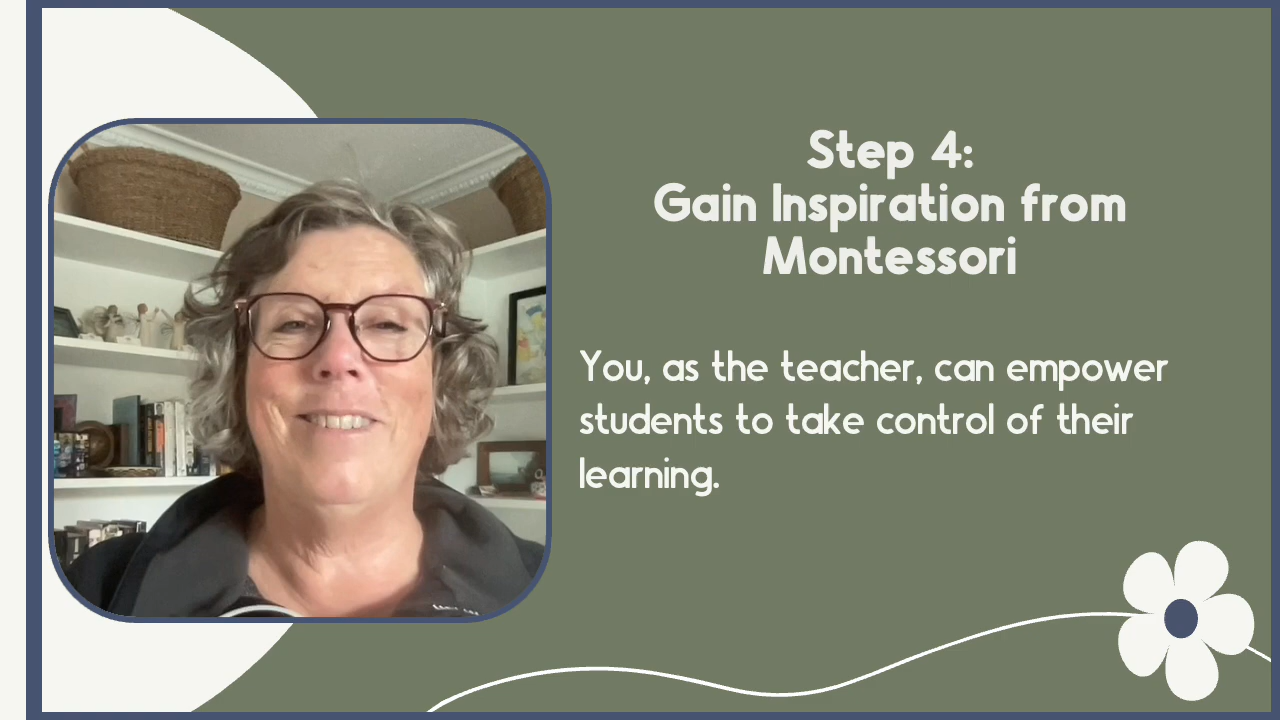 Step 4:
Gain Inspiration from
Montessori
You, as the teacher, can empower
students to take control of their
learning.